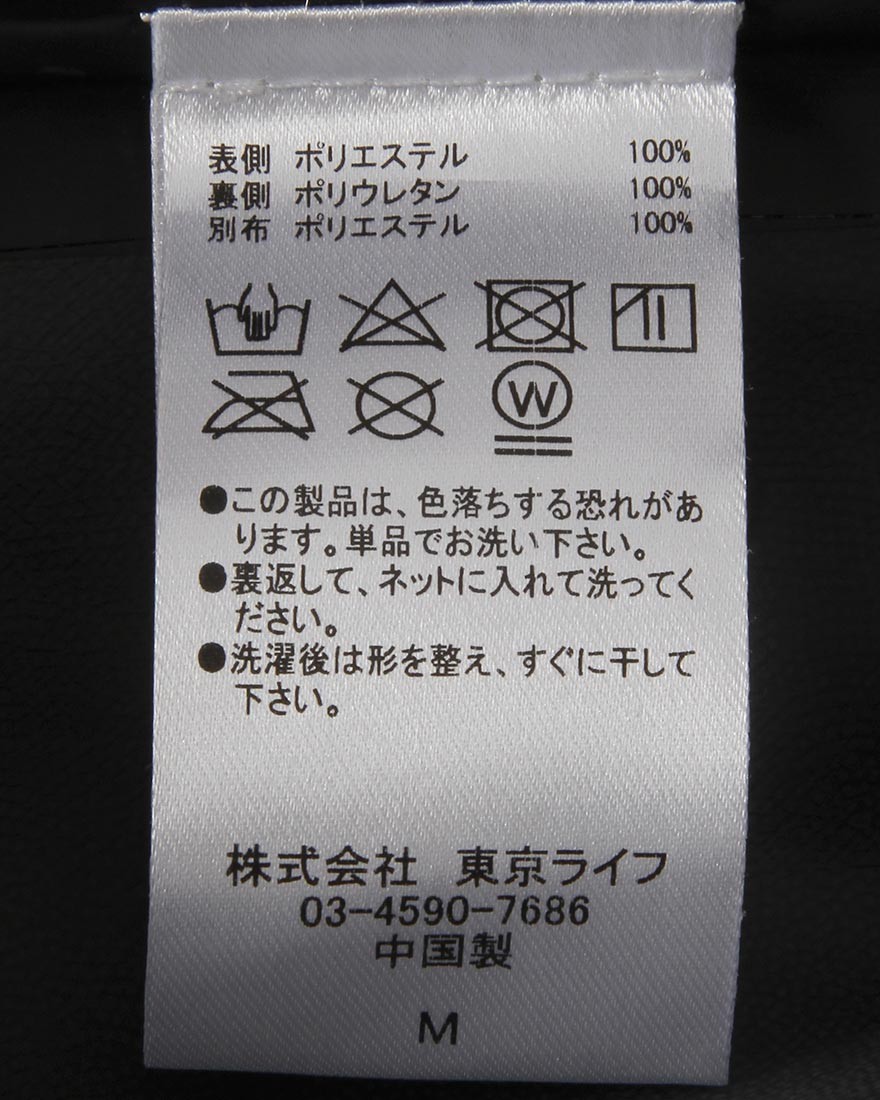 表側 ポリエステル 100%
裏側 ポリウレタン 100%
別布 ポリエステル 100%
W
●この製品は、色落ちする恐れがあ
ります。単品でお洗い下さい。
●裏返して、ネットに入れて洗ってく
ださい。
●洗濯後は形を整え、すぐに干して
下さい。
株式会社 東京ライフ
03-4590-7686
中国製
M